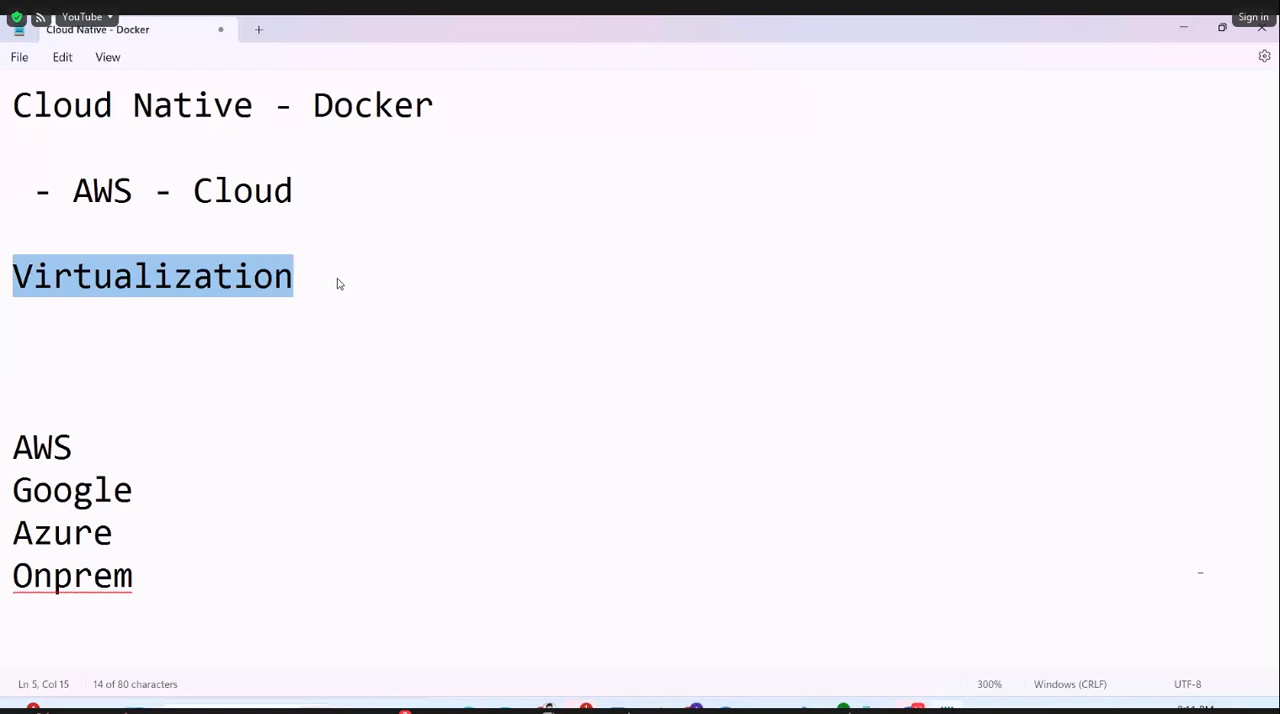 YouTube
Sign in
Cloud Native - Docker
File Edit View
Cloud Native - Docker
- AWS - Cloud
Virtualization
AWS
Google
Azure
Onprem
Ln 5, Col 15 14 of 80 characters 300% Windows (CRLF) UTF-8